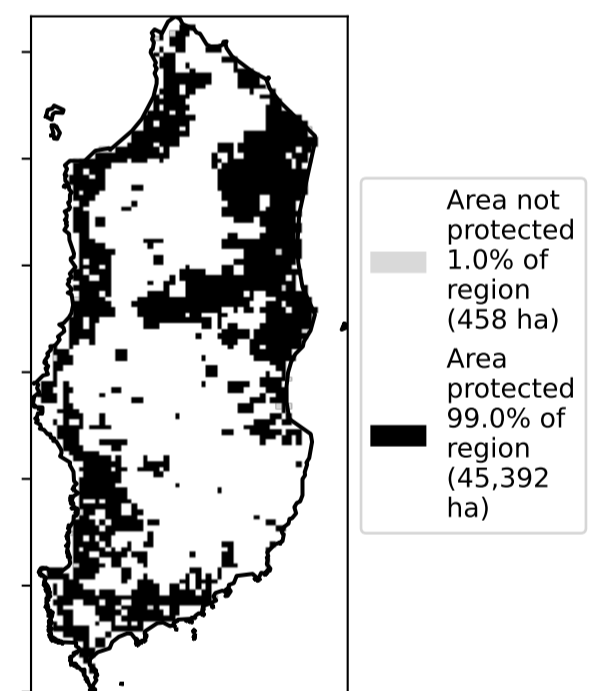 Area not
protected
1.0% of
region
(458 ha)
Area
protected
99.0% of
region
(45,392
ha)